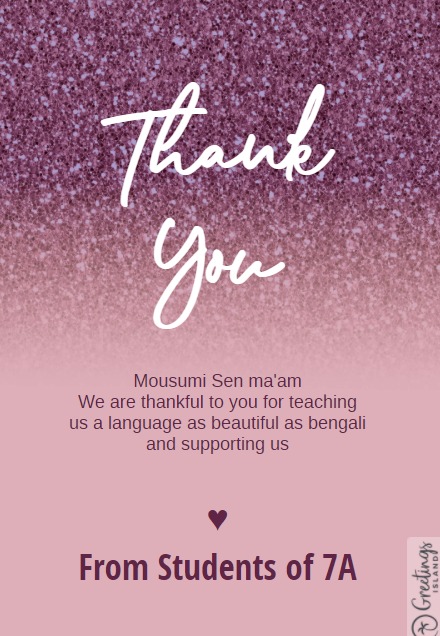 Thank
You
Mousumi Sen ma'am
We are thankful to you for teaching
us a language as beautiful as bengali
and supporting us
♥
From Students of 7A
Greetings
ISLAND